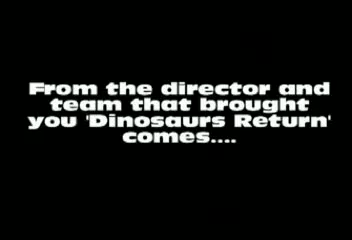 From the director and
team that brought
you 'Dinosaurs Return'
comes....